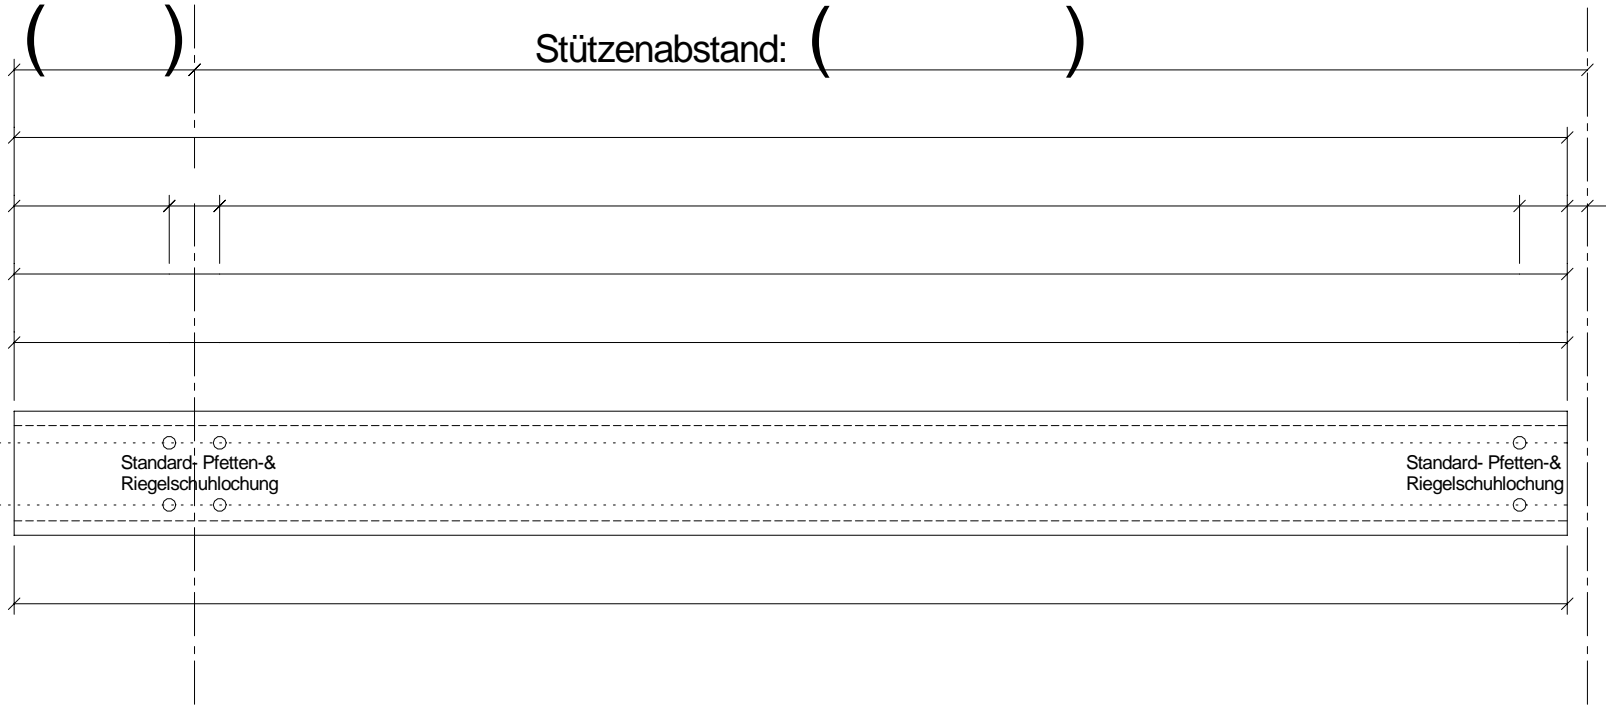 (          )
Stützenabstand: (          )
Standard- Pfetten-&
Riegelschuhlochung
Standard- Pfetten-&
Riegelschuhlochung